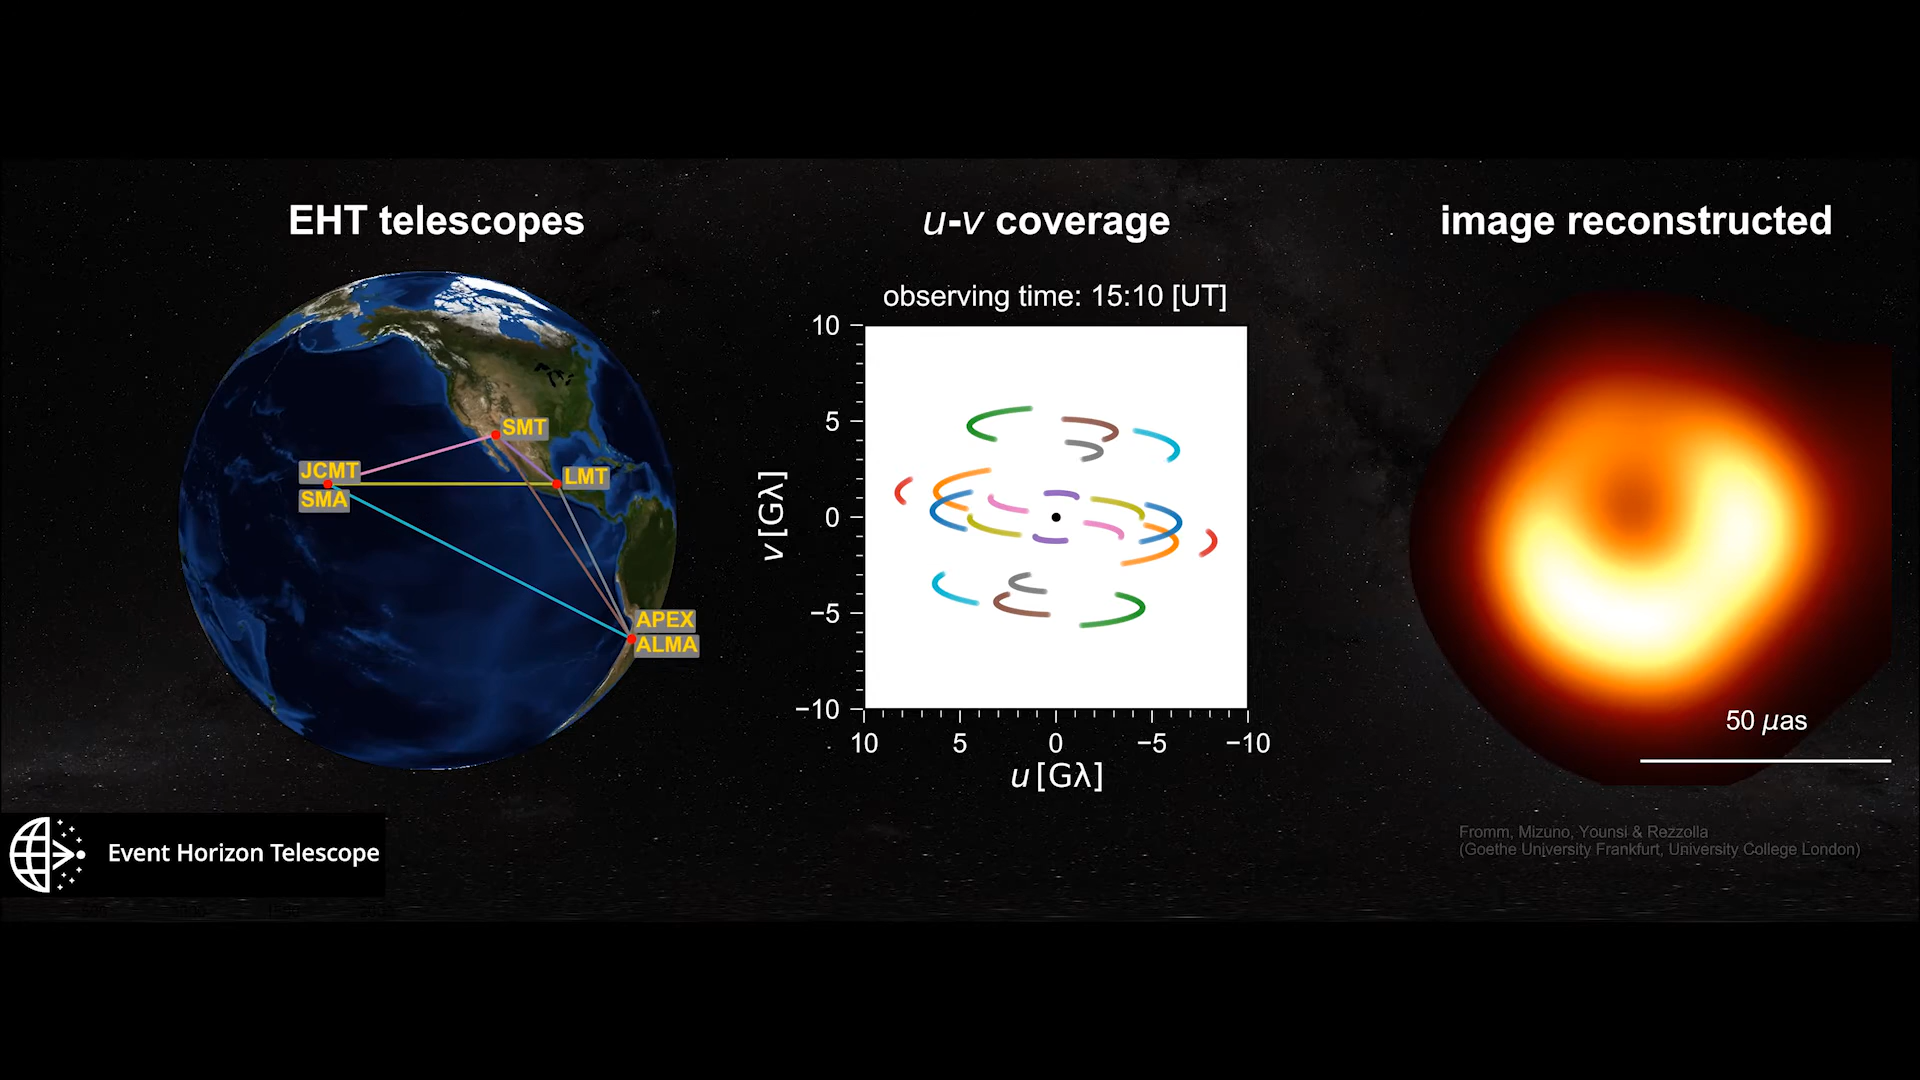 EHT telescopes
u-v coverage
image reconstructed
observing time: 15:10 [UT]
10
5
0
−5
−10
v [Gλ]
10 5 0 −5 −10
u [Gλ]
SMT
JCMT
SMA
LMT
APEX
ALMA
50 μas
Fromm, Mizuno, Younsi & Rezzolla
(Goethe University Frankfurt, University College London)
Event Horizon Telescope